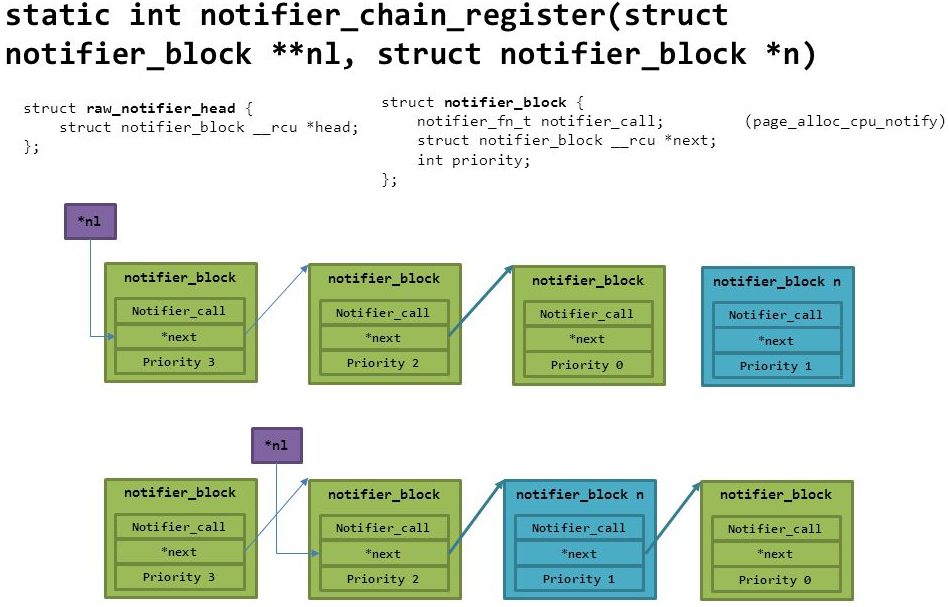 static int notifier_chain_register(struct
notifier_block **nl, struct notifier_block *n)
struct raw_notifier_head {
struct notifier_block __rcu *head;
};
struct notifier_block {
notifier_fn_t notifier_call; (page_alloc_cpu_notify)
struct notifier_block __rcu *next;
int priority;
};
*nl
notifier_block
Notifier_call
*next
Priority 3
notifier_block
Notifier_call
*next
Priority 2
notifier_block
Notifier_call
*next
Priority 0
notifier_block n
Notifier_call
*next
Priority 1
*nl
notifier_block
Notifier_call
*next
Priority 3
notifier_block
Notifier_call
*next
Priority 2
notifier_block n
Notifier_call
*next
Priority 1
notifier_block
Notifier_call
*next
Priority 0